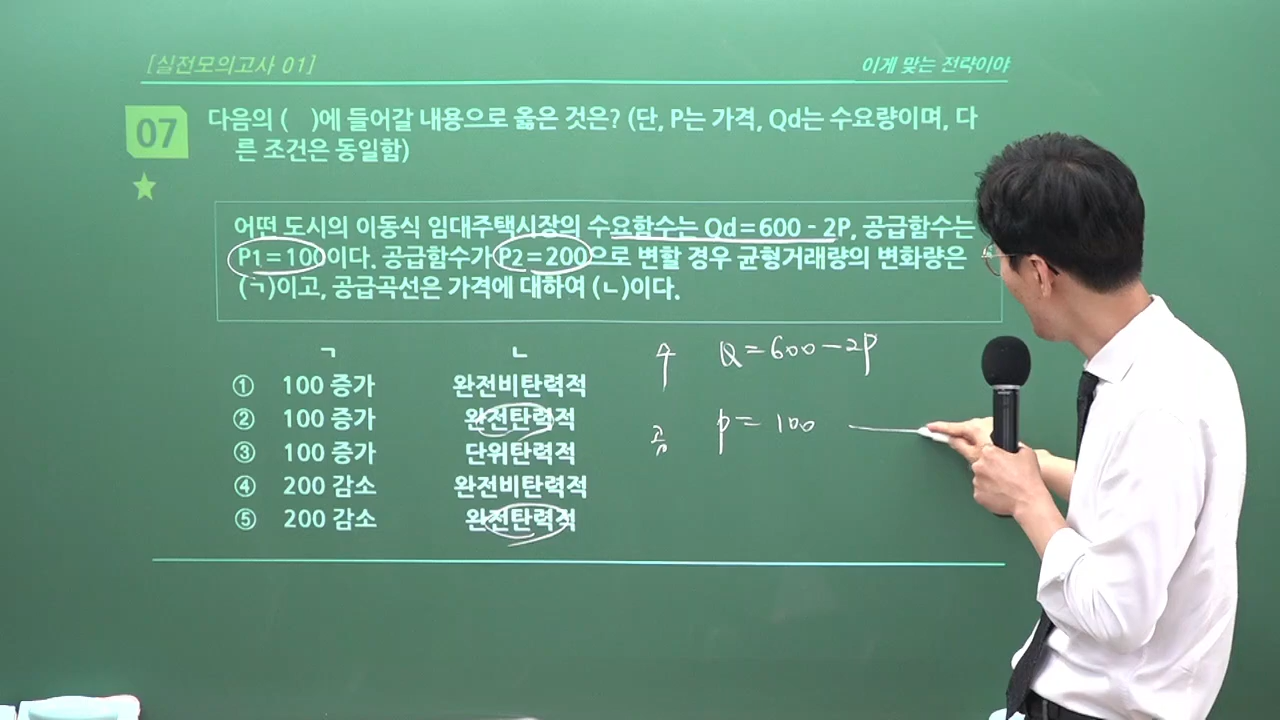 [실전모의고사 01]
이게 맞는 전략이야
07 다음의 (   )에 들어갈 내용으로 옳은 것은? (단, P는 가격, Qd는 수요량이며, 다
른 조건은 동일함)
어떤 도시의 이동식 임대주택시장의 수요함수는 Qd=600 - 2P, 공급함수는
P1=100이다. 공급함수가 P2=200으로 변할 경우 균형거래량의 변화량은
(ㄱ)이고, 공급곡선은 가격에 대하여 (ㄴ)이다.
ㄱ ㄴ
① 100 증가 완전비탄력적
② 100 증가 완전탄력적
③ 100 증가 단위탄력적
④ 200 감소 완전비탄력적
⑤ 200 감소 완전탄력적
수 Q=600-2P
공 P= 100